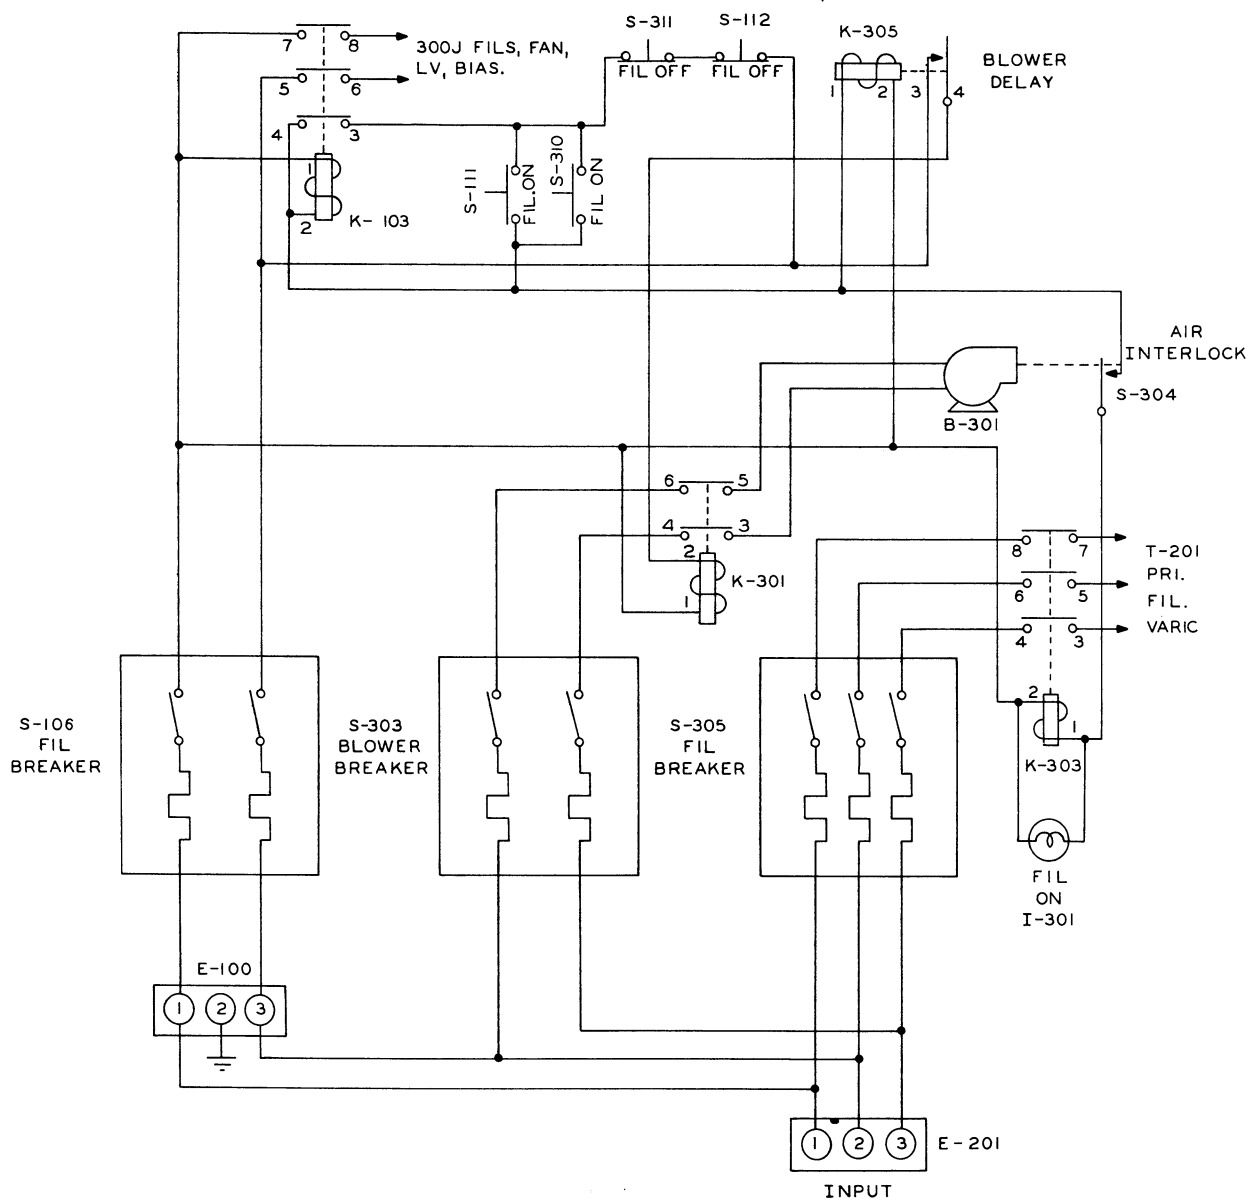 S-311
S-112
K-305
7
8
300J FILS, FAN,
LV, BIAS.
FIL OFF
FIL OFF
BLOWER
DELAY
5
6
1
2
3
4
4
3
1
2
K- 103
S-111
FIL.ON
S-310
FIL ON
AIR
INTERLOCK
S-304
B-301
6
5
4
3
2
1
K-301
8
7
6
5
4
3
T-201
PRI.
FIL.
VARIC
2
1
K-303
S-106
FIL
BREAKER
S-303
BLOWER
BREAKER
S-305
FIL
BREAKER
FIL
ON
I-301
E-100
1
2
3
1
2
3
E-201
INPUT